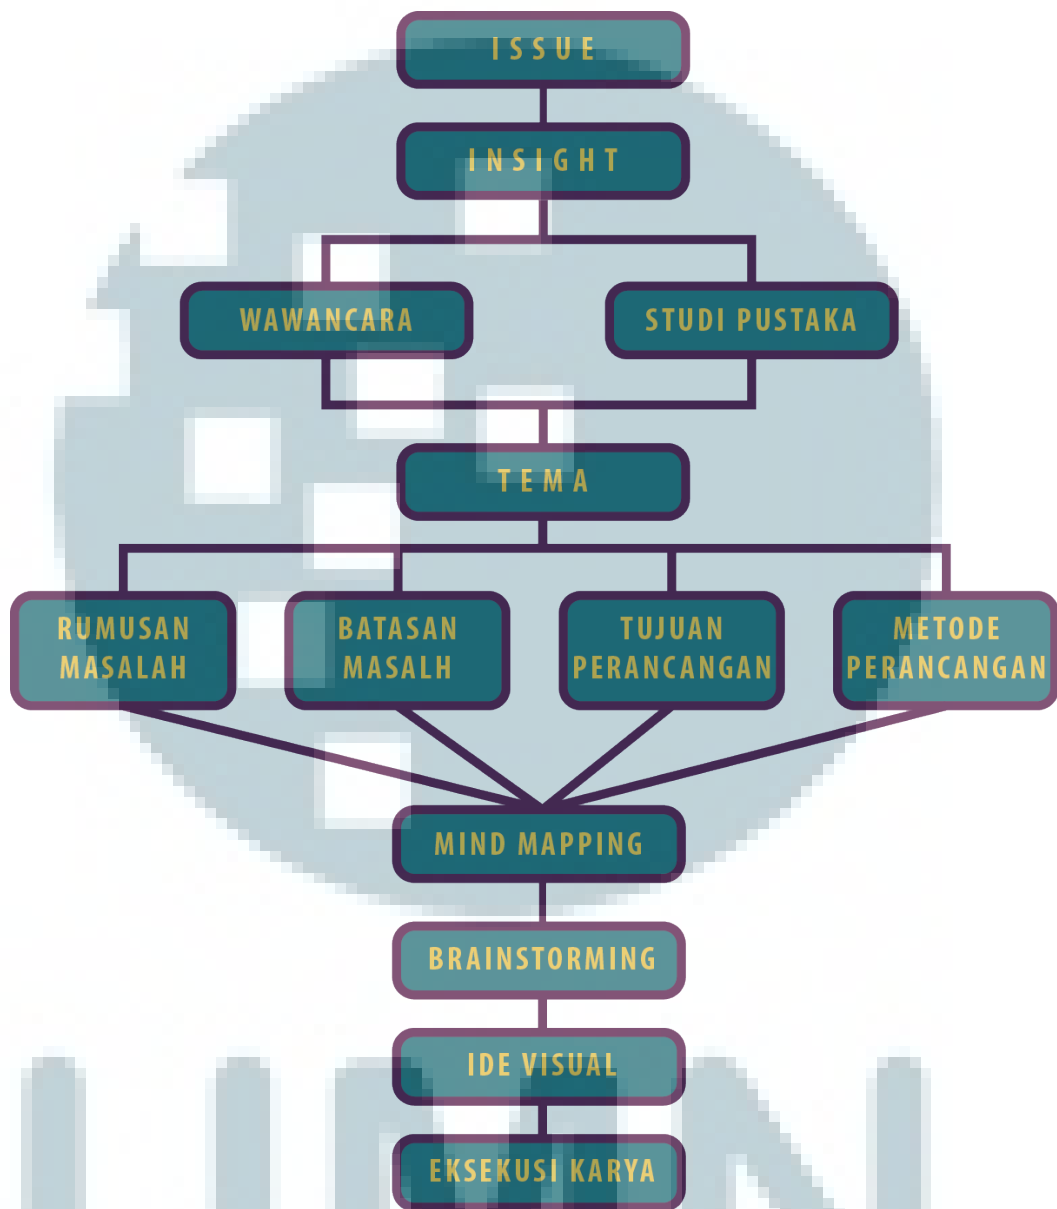 ISSUE
INSIGHT
WAWANCARA
STUDI PUSTAKA
TEMA
RUMUSAN
MASALAH
BATASAN
MASALH
TUJUAN
PERANCANGAN
METODE
PERANCANGAN
MIND MAPPING
BRAINSTORMING
IDE VISUAL
EKSEKUSI KARYA
UMN